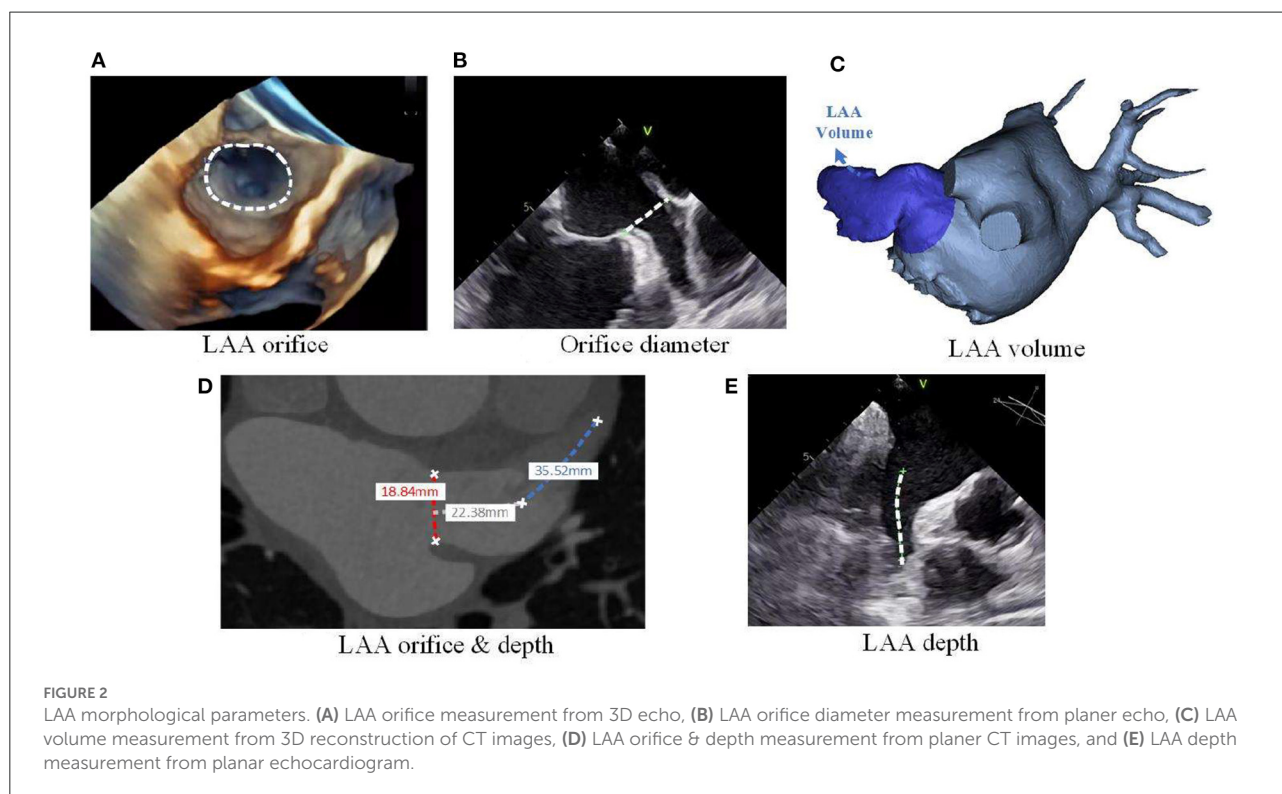 A
LAA orifice
B
V
5
Orifice diameter
C
LAA
Volume
LAA volume
D
18.84mm
35.52mm
22.38mm
LAA orifice & depth
E
V
5
LAA depth
FIGURE 2
LAA morphological parameters. (A) LAA orifice measurement from 3D echo, (B) LAA orifice diameter measurement from planer echo, (C) LAA
volume measurement from 3D reconstruction of CT images, (D) LAA orifice & depth measurement from planer CT images, and (E) LAA depth
measurement from planar echocardiogram.